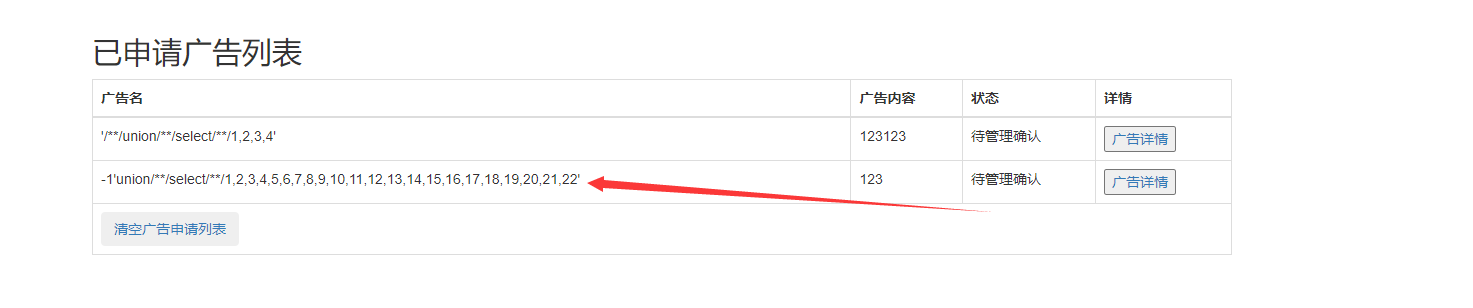 已申请广告列表
广告名 广告内容 状态 详情
'/**/union/**/select/**/1,2,3,4' 123123 待管理确认 广告详情
-1'union/**/select/**/1,2,3,4,5,6,7,8,9,10,11,12,13,14,15,16,17,18,19,20,21,22' 123 待管理确认 广告详情
清空广告申请列表